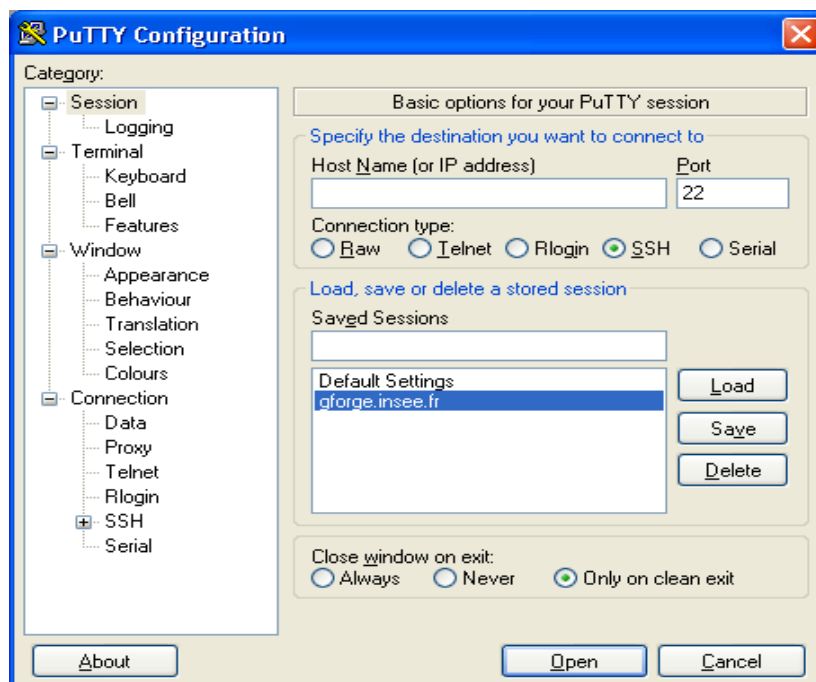 PuTTY Configuration
Category:
Session
Logging
Terminal
Keyboard
Bell
Features
Window
Appearance
Behaviour
Translation
Selection
Colours
Connection
Data
Proxy
Telnet
Rlogin
SSH
Serial
Basic options for your PuTTY session
Specify the destination you want to connect to
Host Name (or IP address) Port
22
Connection type:
Raw Telnet Rlogin SSH Serial
Load, save or delete a stored session
Saved Sessions
Default Settings
gforge.insee.fr
Load
Save
Delete
Close window on exit:
Always Never Only on clean exit
About Open Cancel